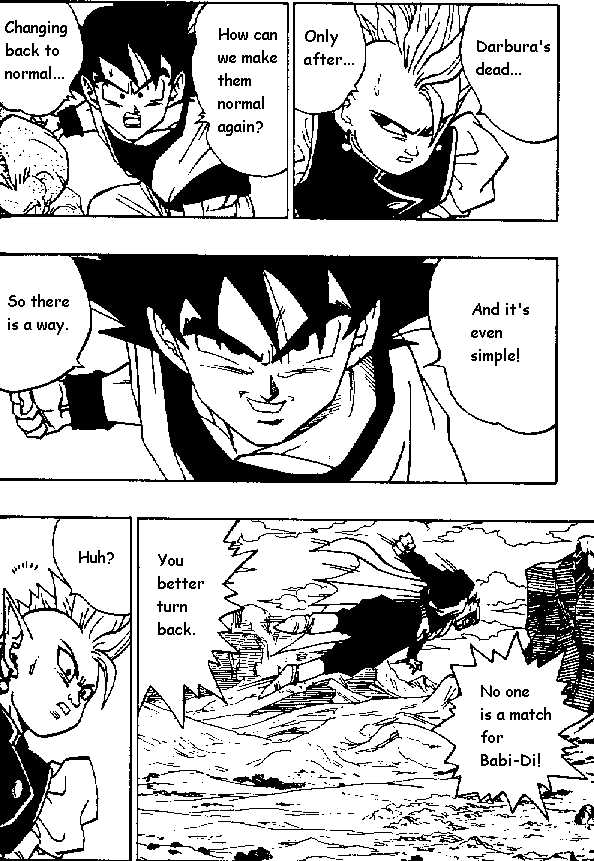 Changing
back to
normal...
How can
we make
them
normal
again?
Only
after...
Darbura's
dead...
So there
is a way.
And it's
even
simple!
Huh?
You
better
turn
back.
No one
is a match
for
Babi-Di!